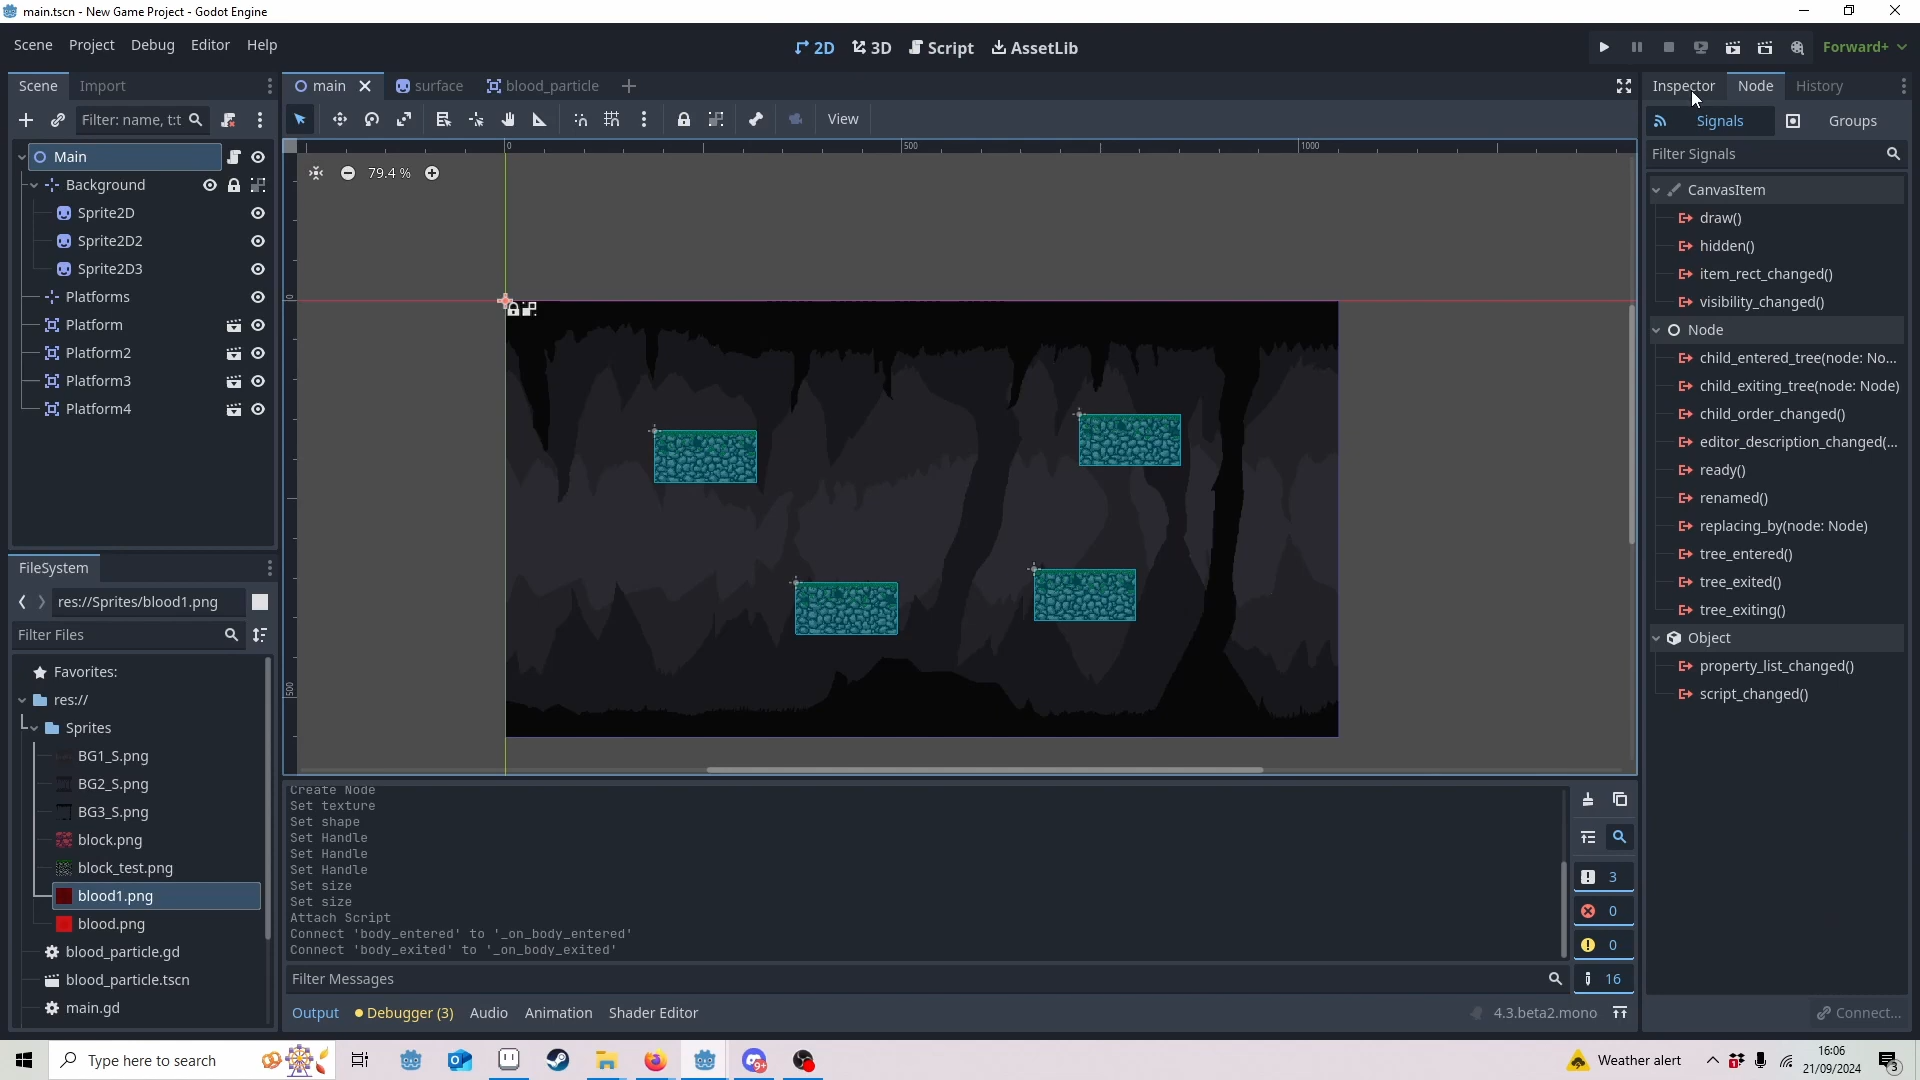 main.tscn - New Game Project - Godot Engine
Scene Project Debug Editor Help
2D 3D Script AssetLib
Forward+
Scene Import
main surface blood_particle
Inspector Node History
Filter: name, t:t
View
Signals Groups
Filter Signals
0 500 1000
79.4 %
Main
Background
Sprite2D
Sprite2D2
Sprite2D3
Platforms
Platform
Platform2
Platform3
Platform4
0
500
CanvasItem
draw()
hidden()
item_rect_changed()
visibility_changed()
Node
child_entered_tree(node: No...
child_exiting_tree(node: Node)
child_order_changed()
editor_description_changed(...
ready()
renamed()
replacing_by(node: Node)
tree_entered()
tree_exited()
tree_exiting()
Object
property_list_changed()
script_changed()
Connect...
FileSystem
res://Sprites/blood1.png
Filter Files
Favorites:
res://
Sprites
BG1_S.png
BG2_S.png
BG3_S.png
block.png
block_test.png
blood1.png
blood.png
blood_particle.gd
blood_particle.tscn
main.gd
Create Node
Set texture
Set shape
Set Handle
Set Handle
Set Handle
Set size
Set size
Attach Script
Connect 'body_entered' to '_on_body_entered'
Connect 'body_exited' to '_on_body_exited'
3
0
0
16
Filter Messages
Output Debugger (3) Audio Animation Shader Editor
4.3.beta2.mono
Type here to search
9+
Weather alert
16:06
21/09/2024
3